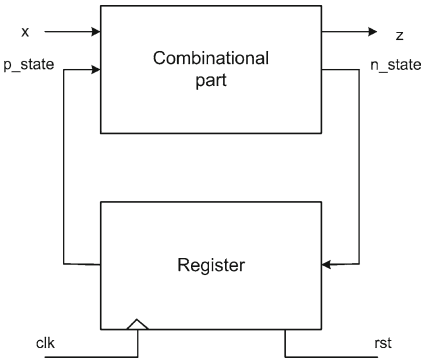 x
z
p_state
n_state
Combinational
part
Register
clk
rst